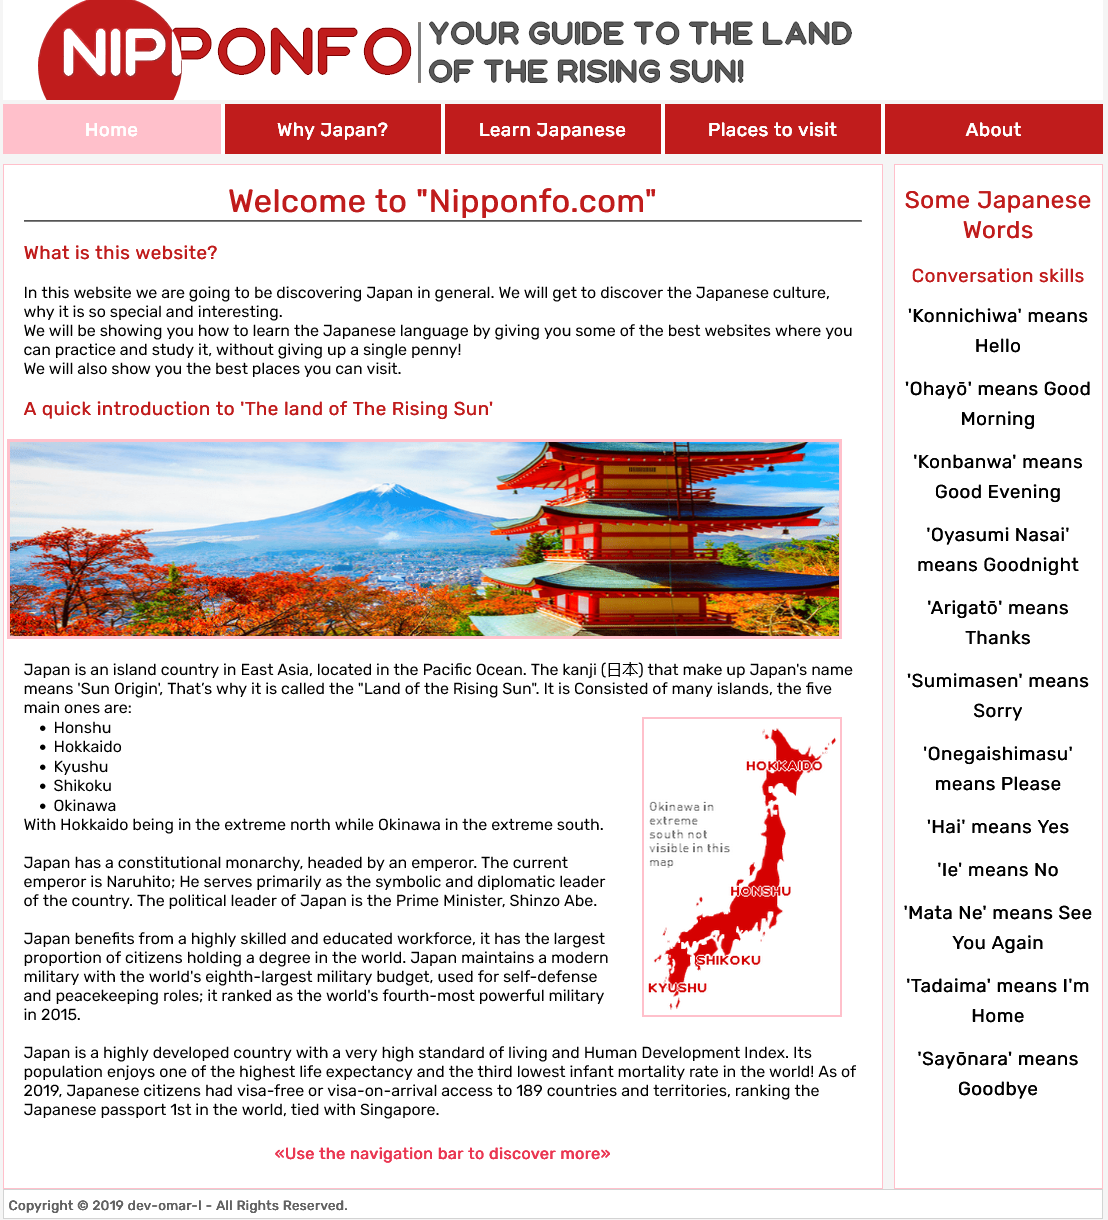 NIPPONFO
YOUR GUIDE TO THE LAND
OF THE RISING SUN!
Home
Why Japan?
Learn Japanese
Places to visit
About
Welcome to "Nipponfo.com"
What is this website?
In this website we are going to be discovering Japan in general. We will get to discover the Japanese culture,
why it is so special and interesting.
We will be showing you how to learn the Japanese language by giving you some of the best websites where you
can practice and study it, without giving up a single penny!
We will also show you the best places you can visit.
A quick introduction to 'The land of The Rising Sun'
Japan is an island country in East Asia, located in the Pacific Ocean. The kanji (日本) that make up Japan's name
means 'Sun Origin', That's why it is called the "Land of the Rising Sun". It is Consisted of many islands, the five
main ones are:
• Honshu
• Hokkaido
• Kyushu
• Shikoku
• Okinawa
With Hokkaido being in the extreme north while Okinawa in the extreme south.
Japan has a constitutional monarchy, headed by an emperor. The current
emperor is Naruhito; He serves primarily as the symbolic and diplomatic leader
of the country. The political leader of Japan is the Prime Minister, Shinzo Abe.
Japan benefits from a highly skilled and educated workforce, it has the largest
proportion of citizens holding a degree in the world. Japan maintains a modern
military with the world's eighth-largest military budget, used for self-defense
and peacekeeping roles; it ranked as the world's fourth-most powerful military
in 2015.
HOKKAIDO
Okinawa in
extreme
south not
visible in this
map
HONSHU
SHIKOKU
KYUSHU
Japan is a highly developed country with a very high standard of living and Human Development Index. Its
population enjoys one of the highest life expectancy and the third lowest infant mortality rate in the world! As of
2019, Japanese citizens had visa-free or visa-on-arrival access to 189 countries and territories, ranking the
Japanese passport 1st in the world, tied with Singapore.
«Use the navigation bar to discover more»
Some Japanese
Words
Conversation skills
'Konnichiwa' means
Hello
'Ohayō' means Good
Morning
'Konbanwa' means
Good Evening
'Oyasumi Nasai'
means Goodnight
'Arigatō' means
Thanks
'Sumimasen' means
Sorry
'Onegaishimasu'
means Please
'Hai' means Yes
'Ie' means No
'Mata Ne' means See
You Again
'Tadaima' means I'm
Home
'Sayōnara' means
Goodbye
Copyright © 2019 dev-omar-l - All Rights Reserved.